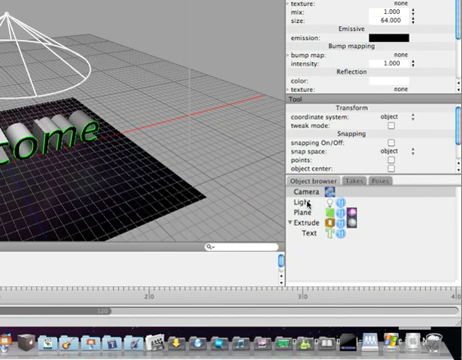 texture: none
mix: 1.000
size: 64.000
Emissive
emission:
Bump mapping
bump map: none
intensity: 1.000
Reflection
color:
texture: none
Tool
Transform
coordinate system: object
tweak mode:
Snapping
snapping On/Off:
snap space: object
points:
object center:
Object browser Takes Poses
Camera
Light
Plane
Extrude
Text
come